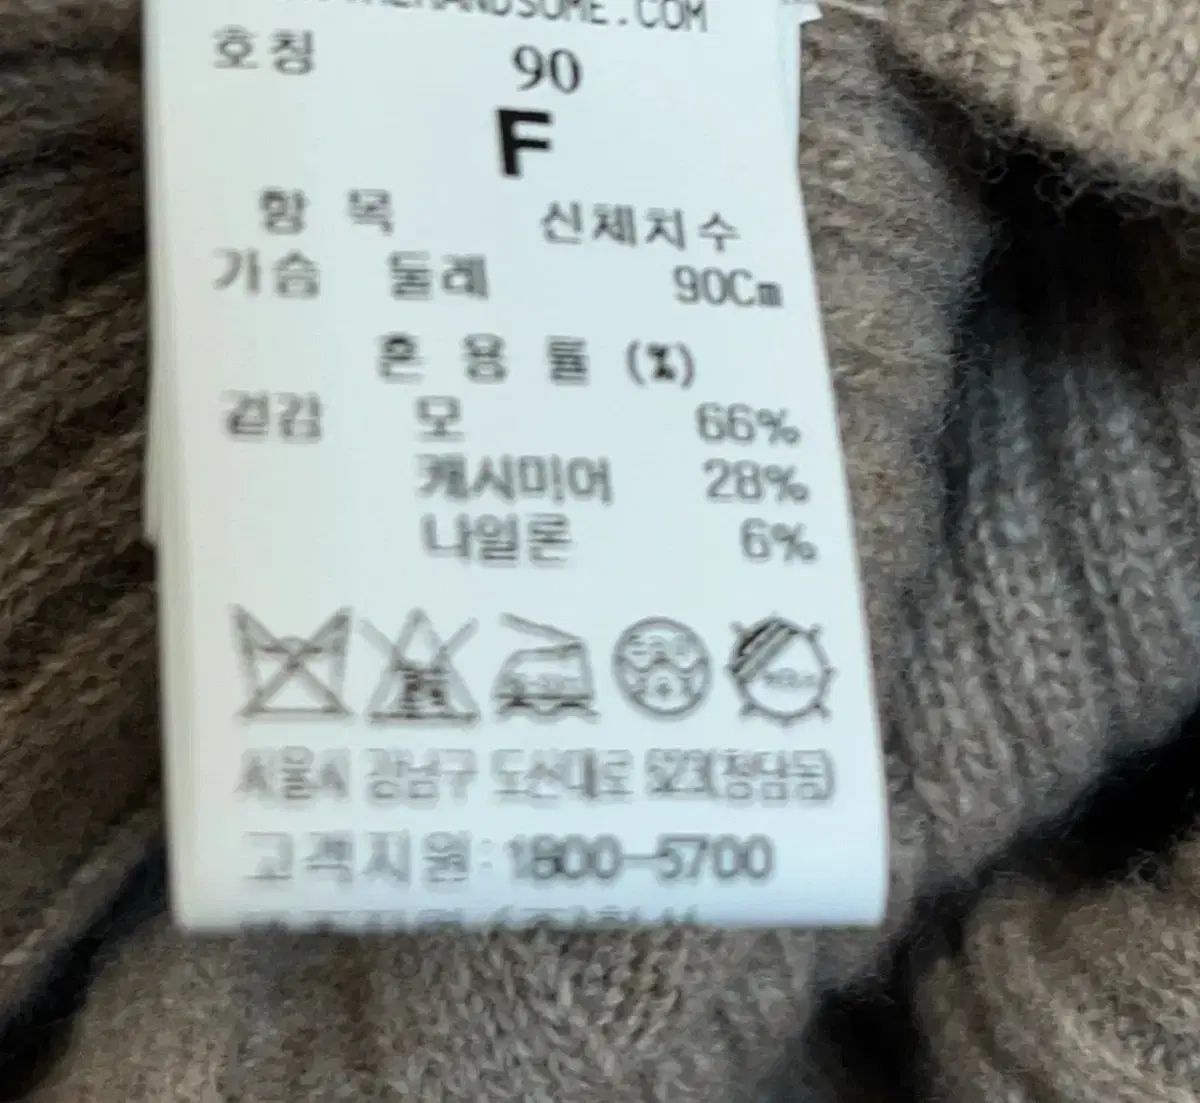 HANDSOME.COM
호칭 90
F
항 목 신체치수
가슴 둘레 90Cm
혼 용 률 (%)
겉감 모 66%
캐시미어 28%
나일론 6%
서울시 강남구 도산대로 523(청담동)
고객지원: 1800-5700